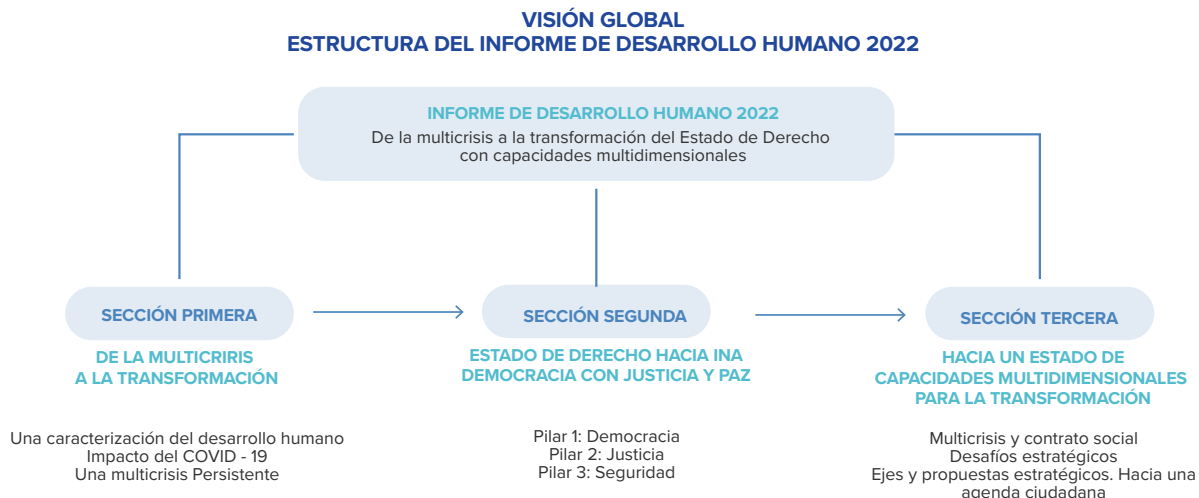 VISIÓN GLOBAL
ESTRUCTURA DEL INFORME DE DESARROLLO HUMANO 2022
INFORME DE DESARROLLO HUMANO 2022
De la multicrisis a la transformación del Estado de Derecho
con capacidades multidimensionales
SECCIÓN PRIMERA
DE LA MULTICRIRIS
A LA TRANSFORMACIÓN
Una caracterización del desarrollo humano
Impacto del COVID - 19
Una multicrisis Persistente
SECCIÓN SEGUNDA
ESTADO DE DERECHO HACIA INA
DEMOCRACIA CON JUSTICIA Y PAZ
Pilar 1: Democracia
Pilar 2: Justicia
Pilar 3: Seguridad
SECCIÓN TERCERA
HACIA UN ESTADO DE
CAPACIDADES MULTIDIMENSIONALES
PARA LA TRANSFORMACIÓN
Multicrisis y contrato social
Desafíos estratégicos
Ejes y propuestas estratégicos. Hacia una
agenda ciudadana